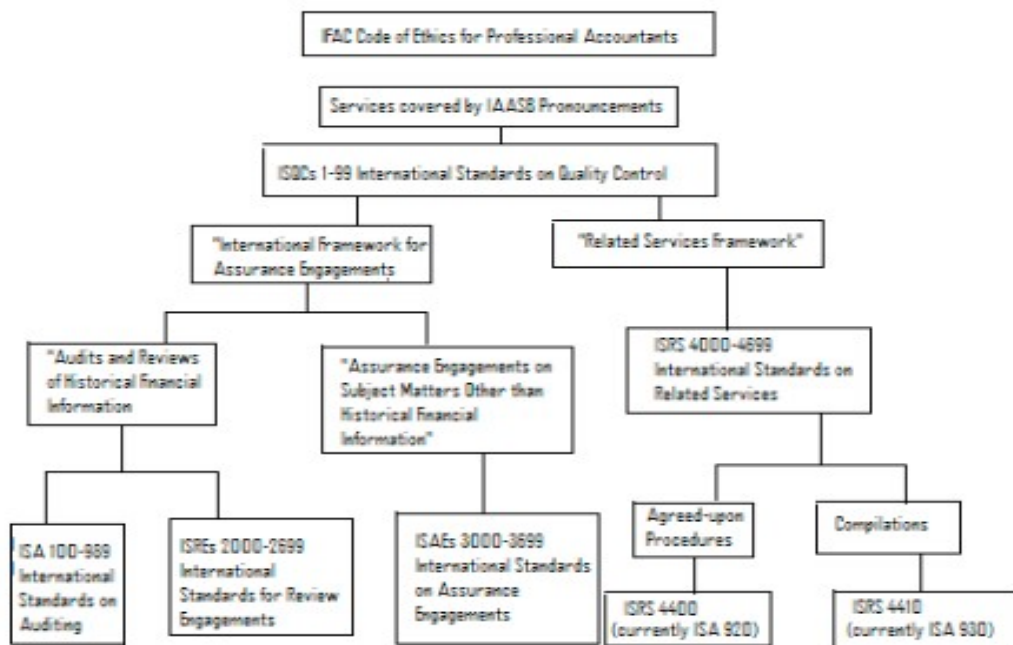 IFAC Code of Ethics for Professional Accountants
Services covered by IAASB Pronouncements
ISQCs 1-99 International Standards on Quality Control
"International Framework for
Assurance Engagements
"Related Services Framework"
"Audits and Reviews
of Historical Financial
Information
"Assurance Engagements on
Subject Matters Other than
Historical Financial
Information"
ISRS 4000-4699
International Standards on
Related Services
Agreed-upon
Procedures
Compilations
ISA 100-989
International
Standards on
Auditing
ISREs 2000-2699
International
Standards for Review
Engagements
ISAEs 3000-3699
International Standards
on Assurance
Engagements
ISRS 4400
(currently ISA 920)
ISRS 4410
(currently ISA 930)